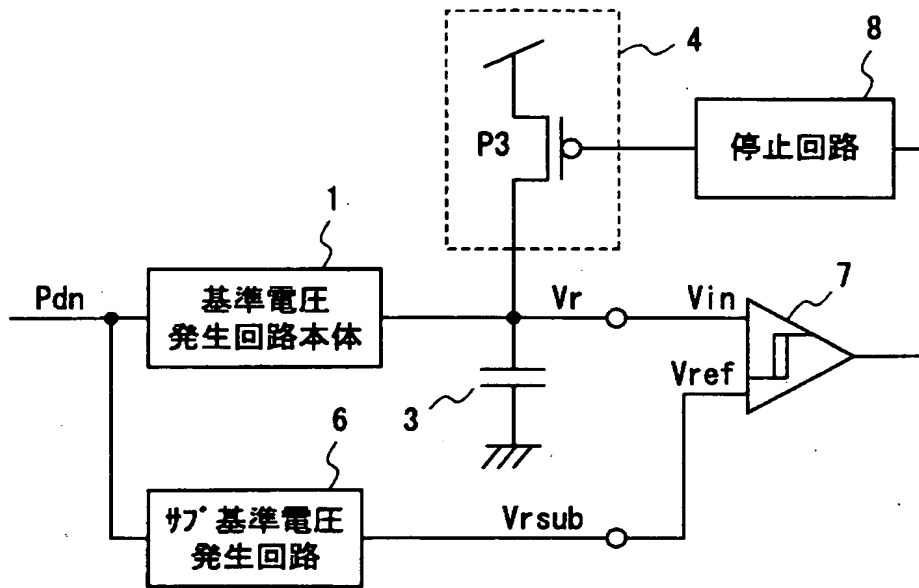 4
8
P3
停止回路
1
Pdn
基準電圧
発生回路本体
Vr
Vin
7
Vref
3
6
ｻﾌﾞ基準電圧
発生回路
Vrsub